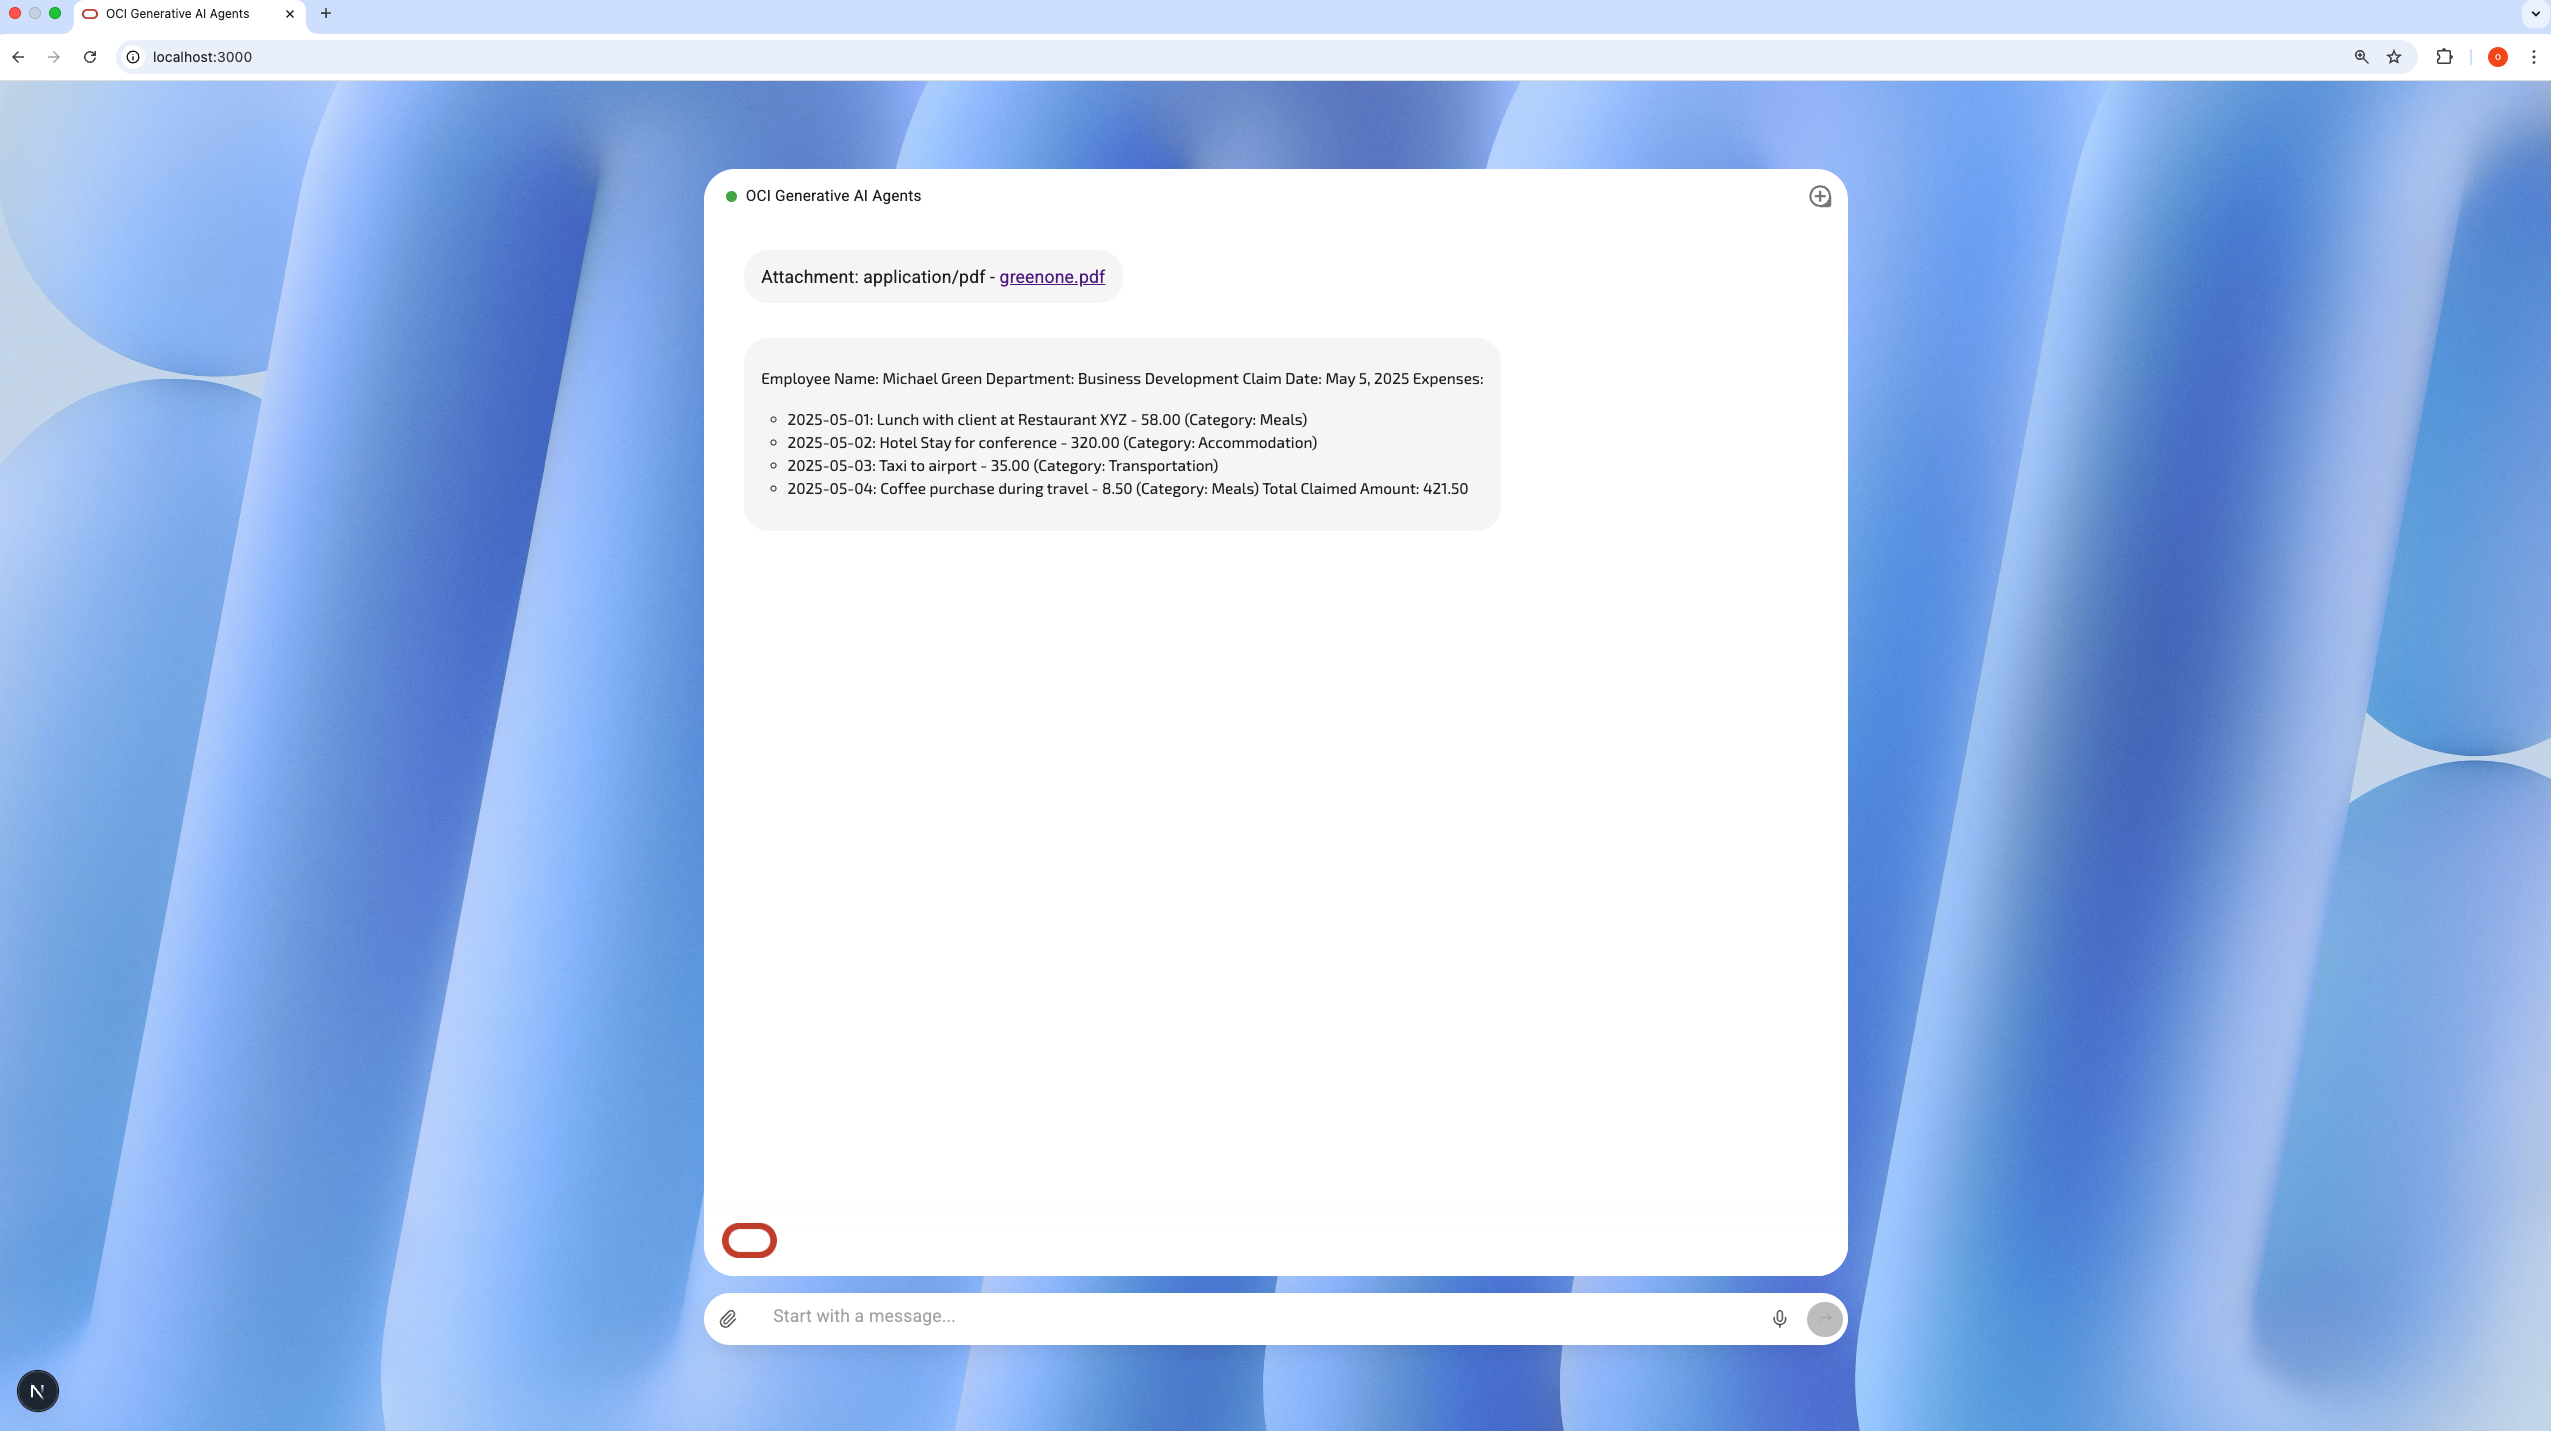 OCI Generative AI Agents
localhost:3000
o
OCI Generative AI Agents
Attachment: application/pdf - greenone.pdf
Employee Name: Michael Green Department: Business Development Claim Date: May 5, 2025 Expenses:
2025-05-01: Lunch with client at Restaurant XYZ - 58.00 (Category: Meals)
2025-05-02: Hotel Stay for conference - 320.00 (Category: Accommodation)
2025-05-03: Taxi to airport - 35.00 (Category: Transportation)
2025-05-04: Coffee purchase during travel - 8.50 (Category: Meals) Total Claimed Amount: 421.50
Start with a message...
N